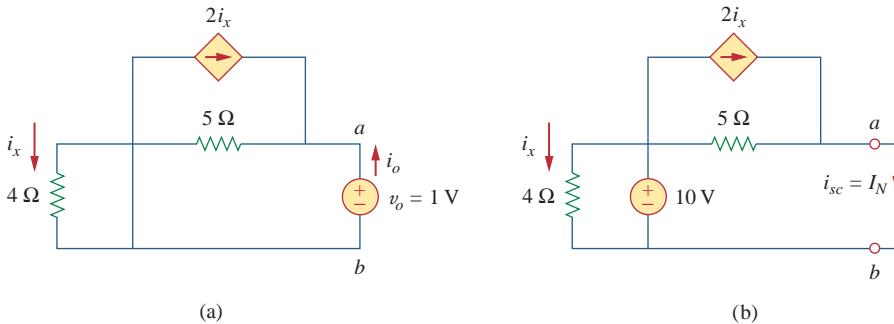 2ix
5 Ω
a
ix
io
4 Ω
vo = 1 V
b
(a)
2ix
5 Ω
a
ix
4 Ω
10 V
isc = IN
b
(b)